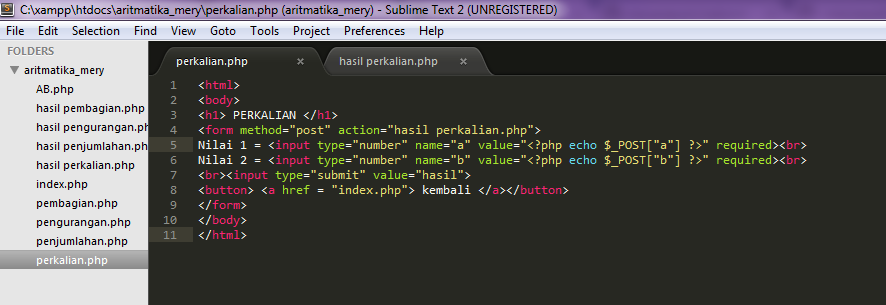 C:\xampp\htdocs\aritmatika_mery\perkalian.php (aritmatika_mery) - Sublime Text 2 (UNREGISTERED)
File Edit Selection Find View Goto Tools Project Preferences Help
FOLDERS
aritmatika_mery
AB.php
hasil pembagian.php
hasil pengurangan.ph
hasil penjumlahan.ph
hasil perkalian.php
index.php
pembagian.php
pengurangan.php
penjumlahan.php
perkalian.php
perkalian.php × hasil perkalian.php ×
1 <html>
2 <body>
3 <h1> PERKALIAN </h1>
4 <form method="post" action="hasil perkalian.php">
5 Nilai 1 = <input type="number" name="a" value="<?php echo $_POST["a"] ?>" required><br>
6 Nilai 2 = <input type="number" name="b" value="<?php echo $_POST["b"] ?>" required><br>
7 <br><input type="submit" value="hasil">
8 <button> <a href = "index.php"> kembali </a></button>
9 </form>
10 </body>
11 </html>